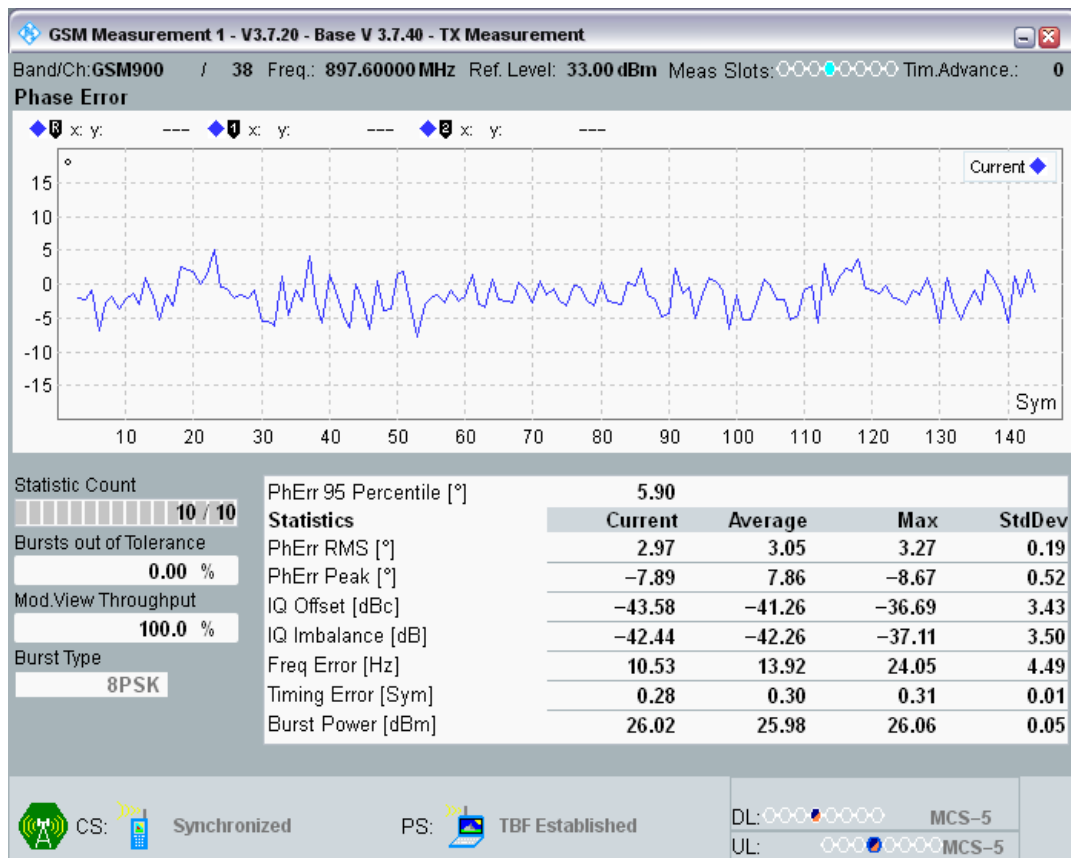 GSM Measurement 1 - V3.7.20 - Base V 3.7.40 - TX Measurement
Band/Ch:GSM900 / 38 Freq.: 897.60000 MHz Ref. Level: 33.00 dBm Meas Slots: Tim.Advance.: 0
Phase Error
R x: y: --- 1 x: y: --- 2 x: y: ---
°
Current
15
10
5
0
-5
-10
-15
Sym
10 20 30 40 50 60 70 80 90 100 110 120 130 140
Statistic Count
10 / 10
Bursts out of Tolerance
0.00 %
Mod.View Throughput
100.0 %
Burst Type
8PSK
PhErr 95 Percentile [°] 5.90
Statistics Current Average Max StdDev
PhErr RMS [°] 2.97 3.05 3.27 0.19
PhErr Peak [°] −7.89 7.86 −8.67 0.52
IQ Offset [dBc] −43.58 −41.26 −36.69 3.43
IQ Imbalance [dB] −42.44 −42.26 −37.11 3.50
Freq Error [Hz] 10.53 13.92 24.05 4.49
Timing Error [Sym] 0.28 0.30 0.31 0.01
Burst Power [dBm] 26.02 25.98 26.06 0.05
CS: Synchronized PS: TBF Established
DL: MCS−5
UL: MCS−5